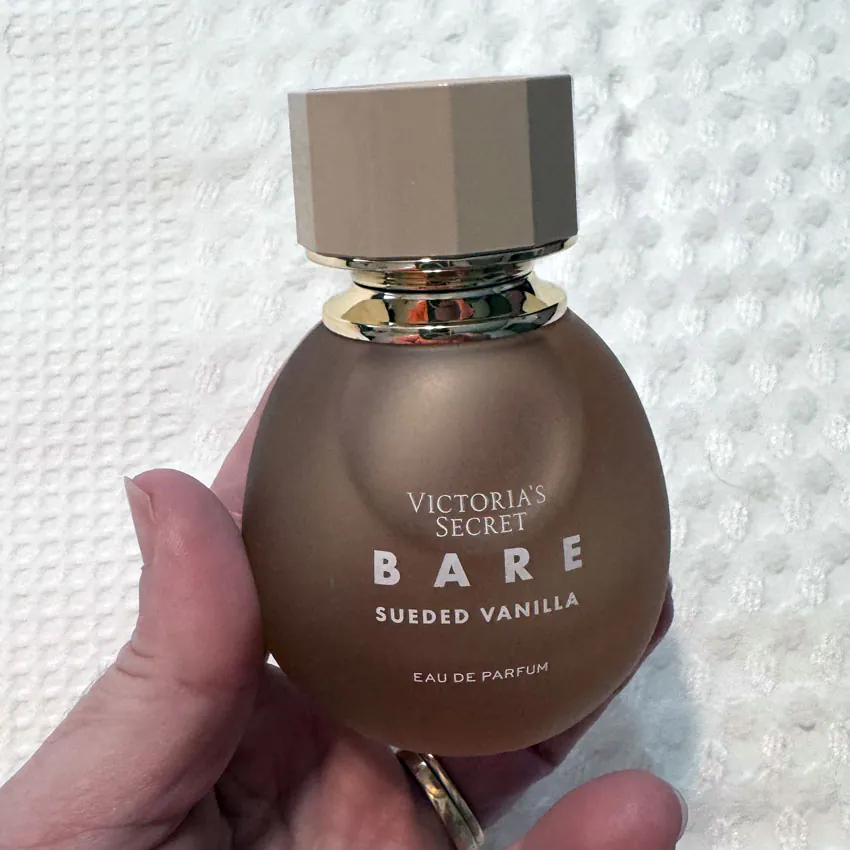 VICTORIA'S
SECRET
BARE
SUEDED VANILLA
EAU DE PARFUM